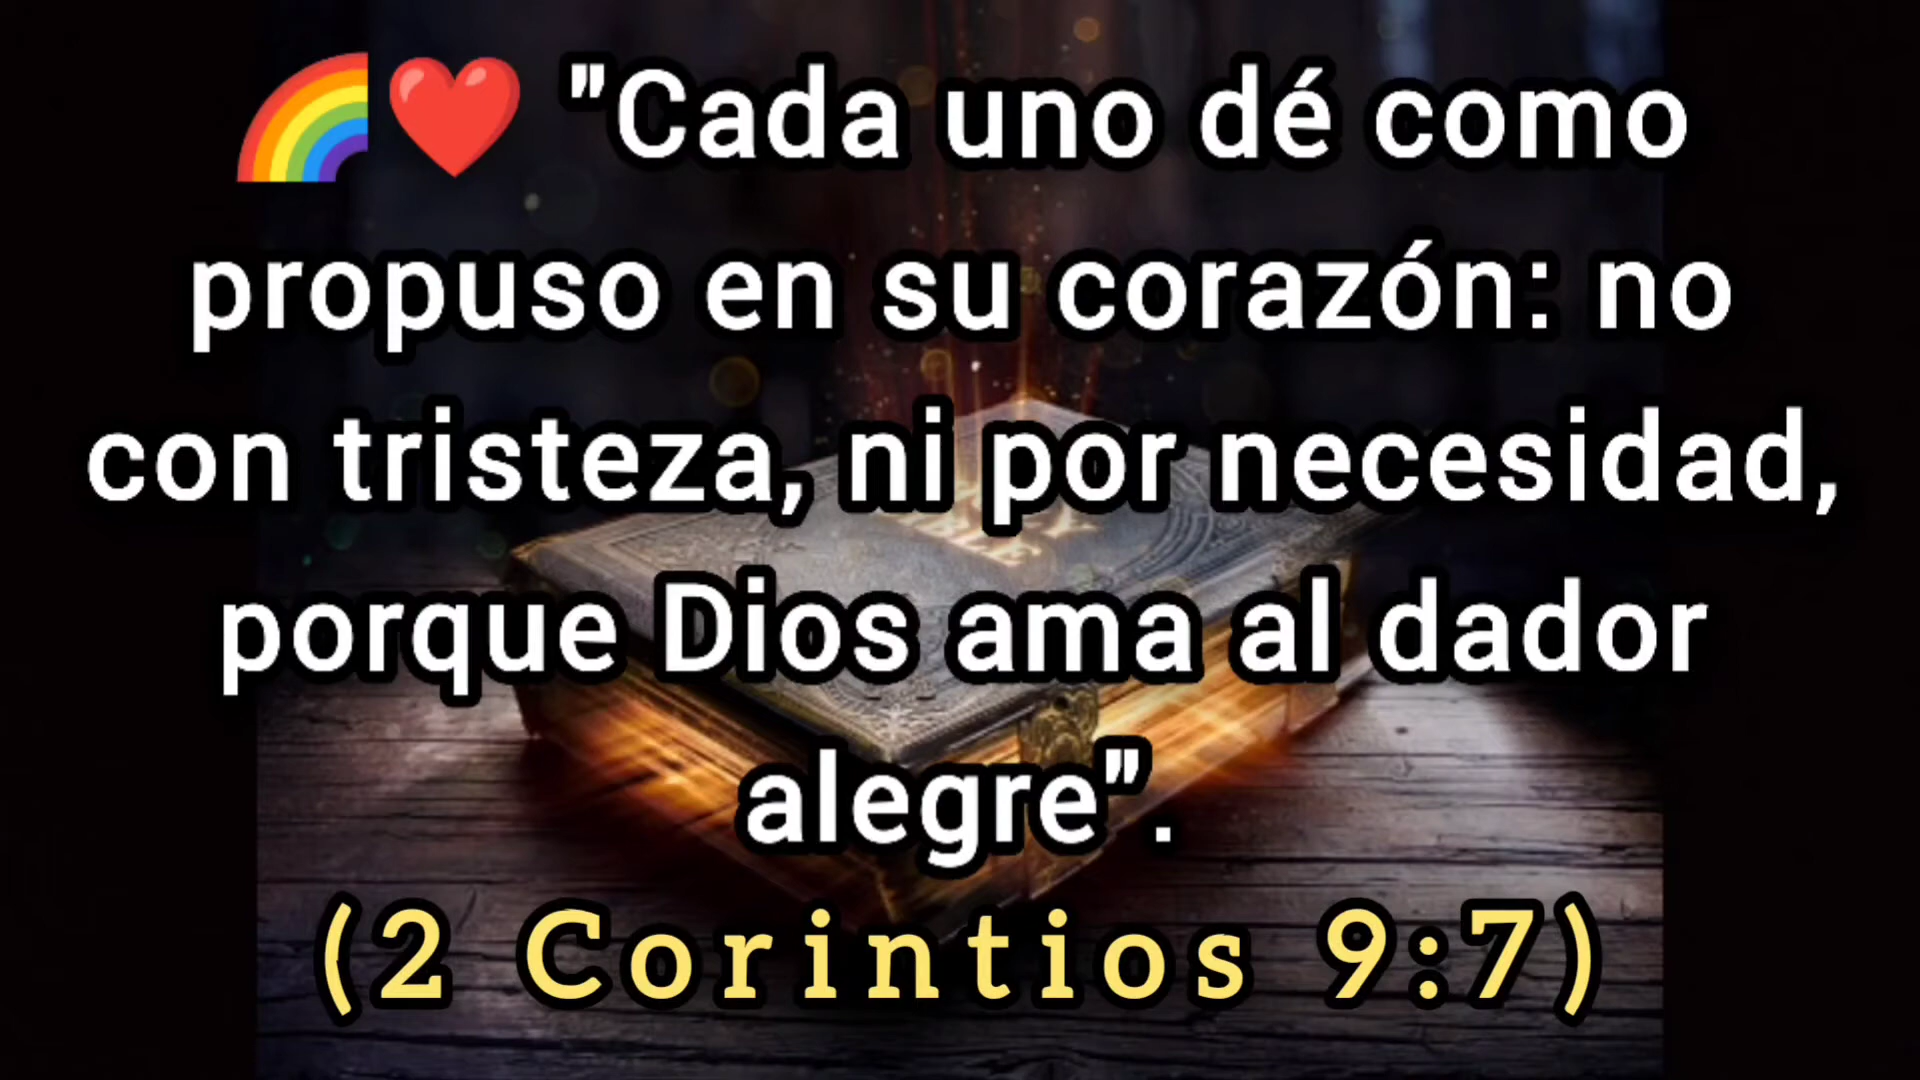 🌈❤️ "Cada uno dé como
propuso en su corazón: no
con tristeza, ni por necesidad,
porque Dios ama al dador
alegre".
(2 Corintios 9:7)